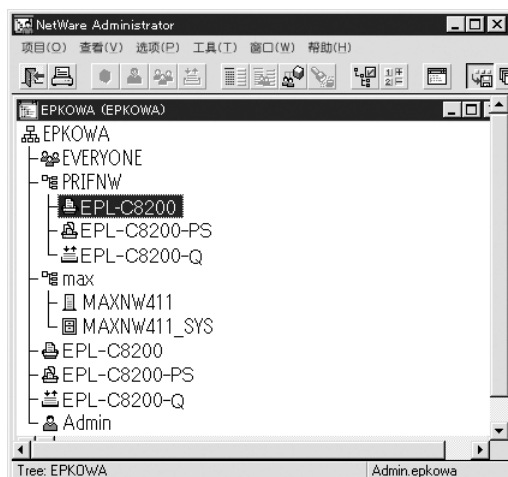 NetWare Administrator
项目(O) 查看(V) 选项(P) 工具(T) 窗口(W) 帮助(H)
EPKOWA (EPKOWA)
EPKOWA
EVERYONE
PRIFNW
EPL-C8200
EPL-C8200-PS
EPL-C8200-Q
max
MAXNW411
MAXNW411_SYS
EPL-C8200
EPL-C8200-PS
EPL-C8200-Q
Admin
Tree: EPKOWA Admin.epkowa